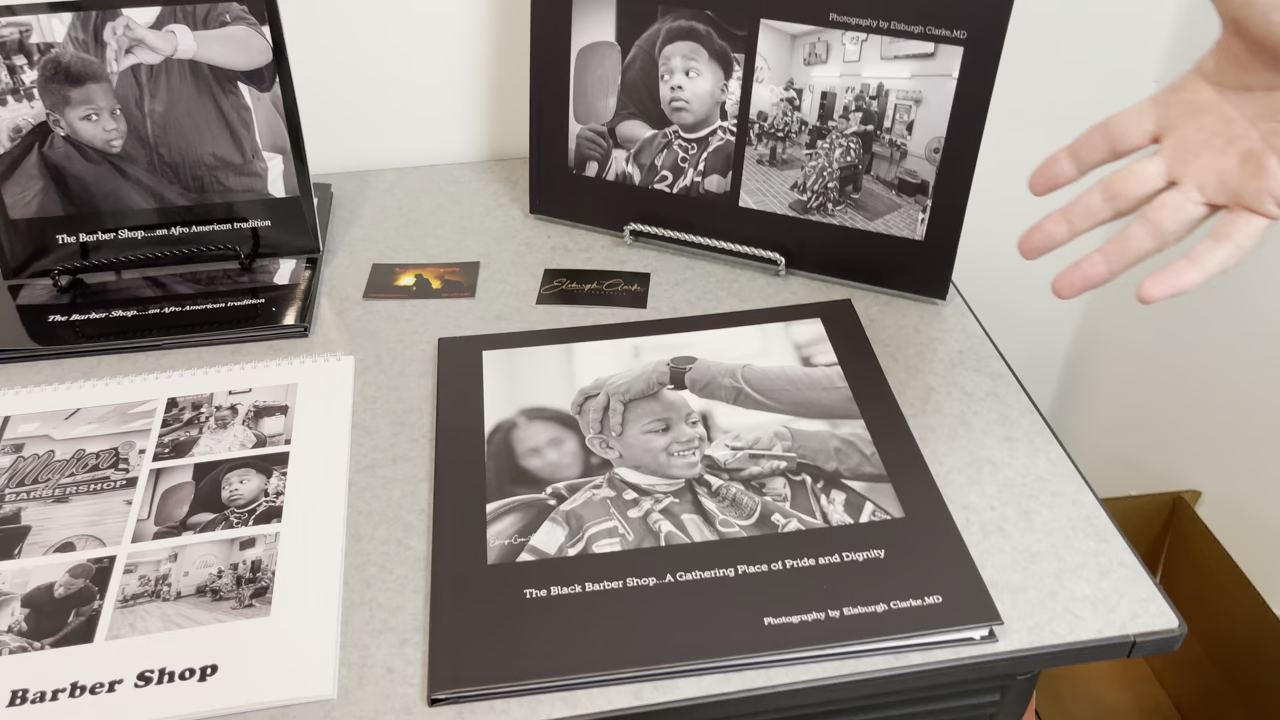 Photography by Elsburgh Clarke,MD
The Barber Shop....an Afro American tradition
The Barber Shop....an Afro American tradition
Elsburgh Clarke
Major
BARBERSHOP
The Black Barber Shop...A Gathering Place of Pride and Dignity
Photography by Elsburgh Clarke,MD
Barber Shop